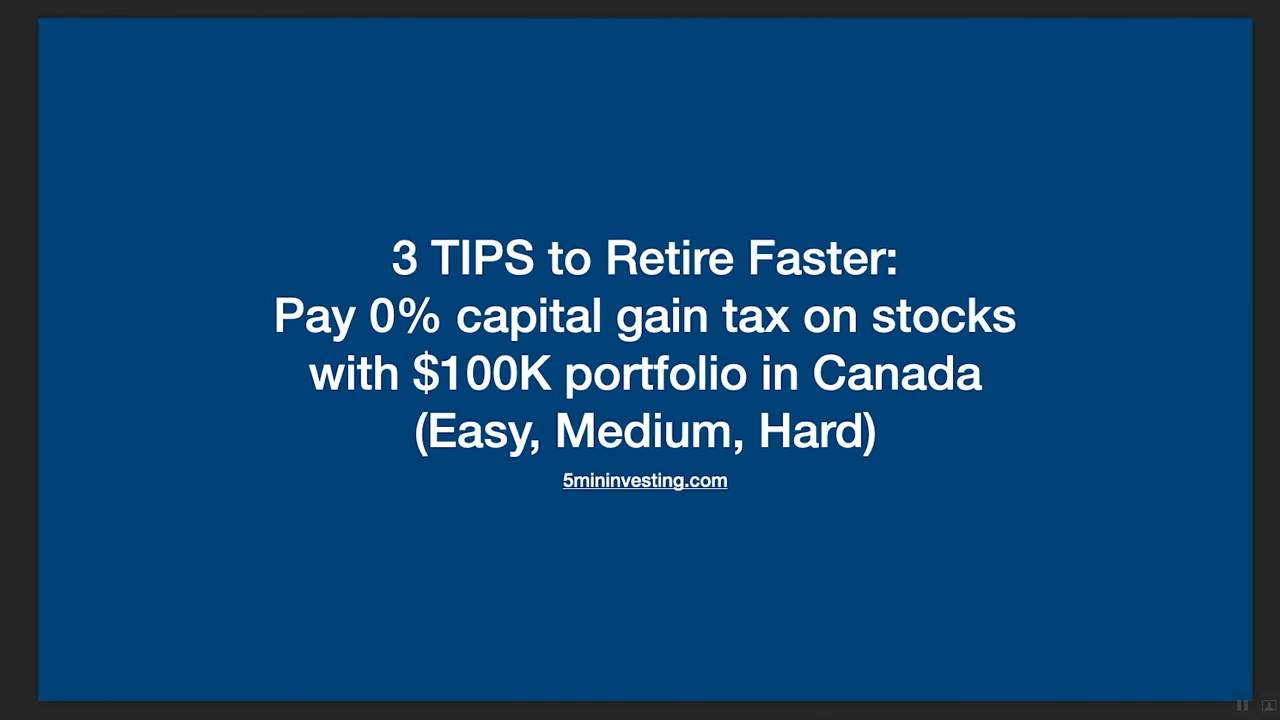 3 TIPS to Retire Faster:
Pay 0% capital gain tax on stocks
with $100K portfolio in Canada
(Easy, Medium, Hard)
5mininvesting.com